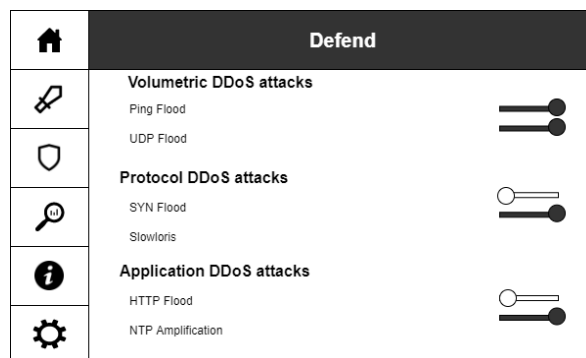 Defend
Volumetric DDoS attacks
Ping Flood
UDP Flood
Protocol DDoS attacks
SYN Flood
Slowloris
Application DDoS attacks
HTTP Flood
NTP Amplification